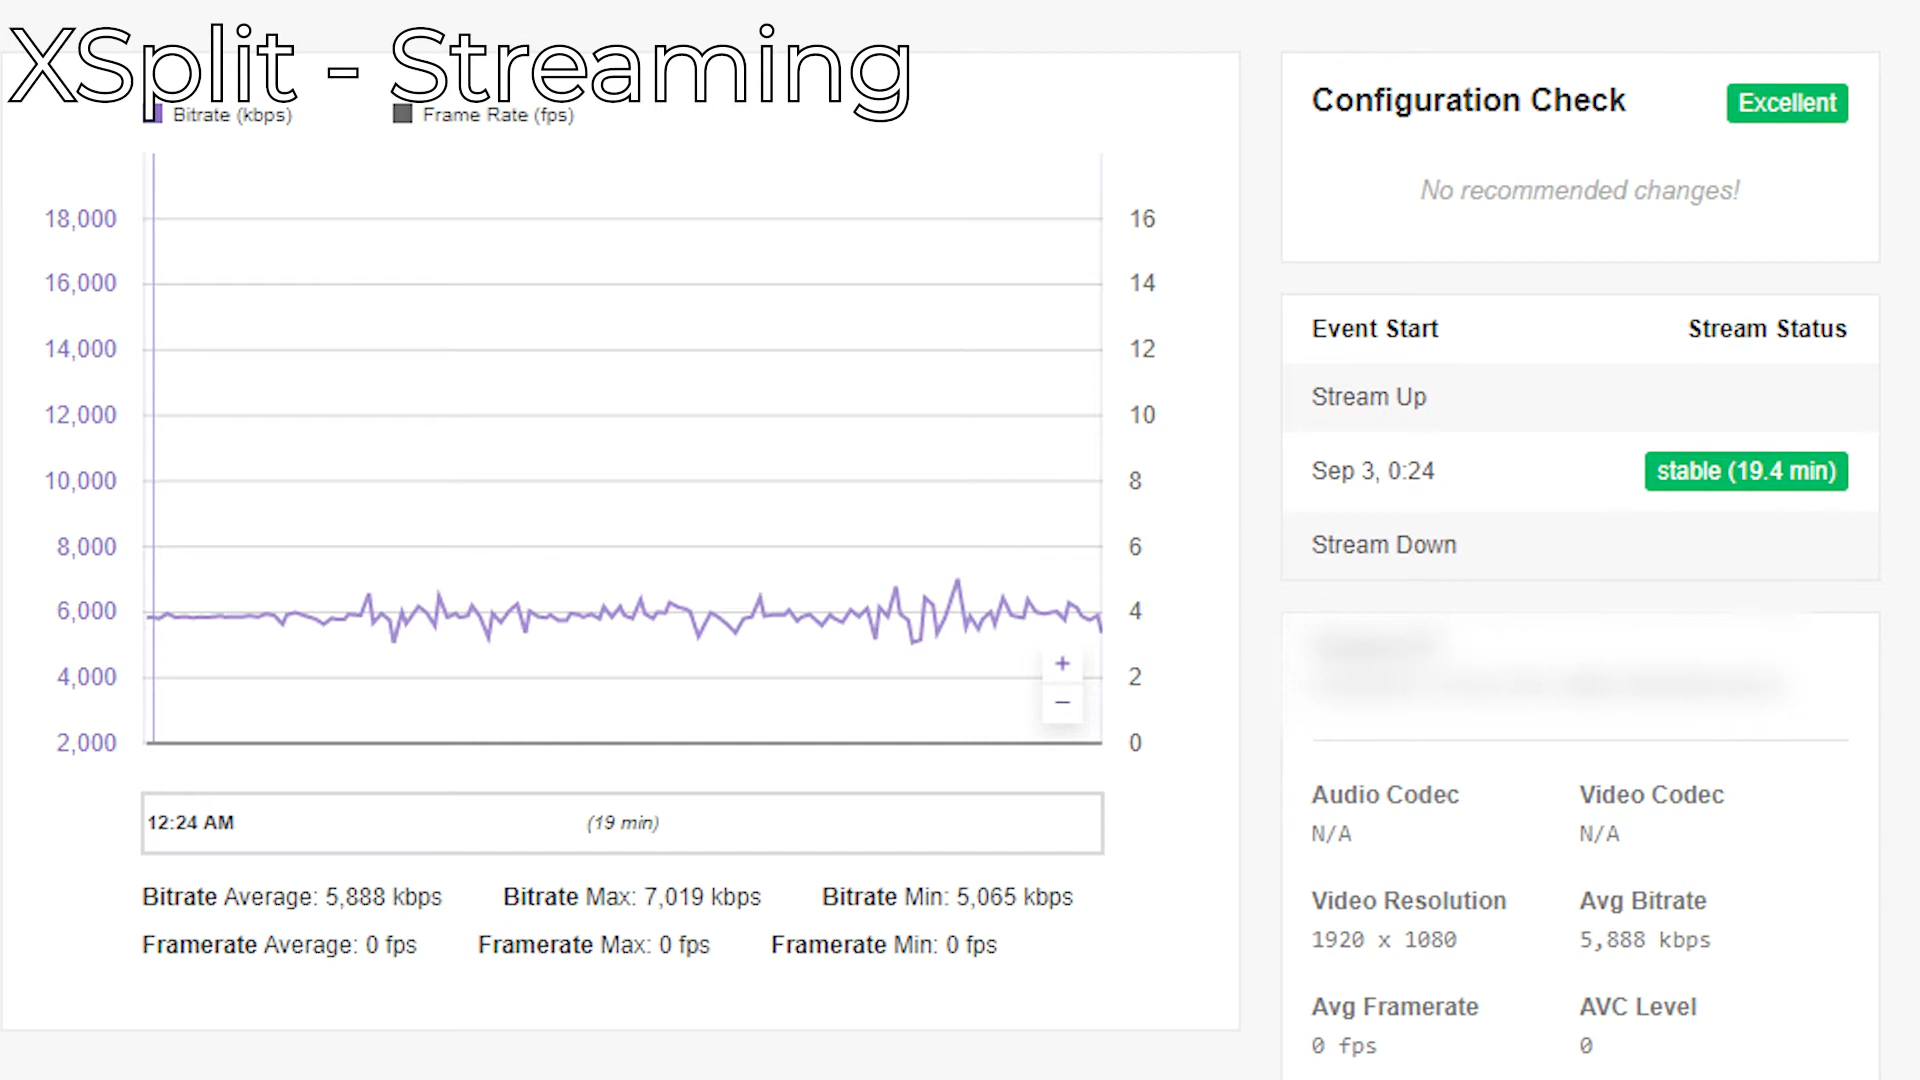 XSplit - Streaming
Bitrate (kbps) Frame Rate (fps)
18,000 16
16,000 14
14,000 12
12,000 10
10,000 8
8,000 6
6,000 4
4,000 2
2,000 0
+
−
12:24 AM (19 min)
Bitrate Average: 5,888 kbps Bitrate Max: 7,019 kbps Bitrate Min: 5,065 kbps
Framerate Average: 0 fps Framerate Max: 0 fps Framerate Min: 0 fps
Configuration Check Excellent
No recommended changes!
Event Start Stream Status
Stream Up
Sep 3, 0:24 stable (19.4 min)
Stream Down
Audio Codec Video Codec
N/A N/A
Video Resolution Avg Bitrate
1920 x 1080 5,888 kbps
Avg Framerate AVC Level
0 fps 0